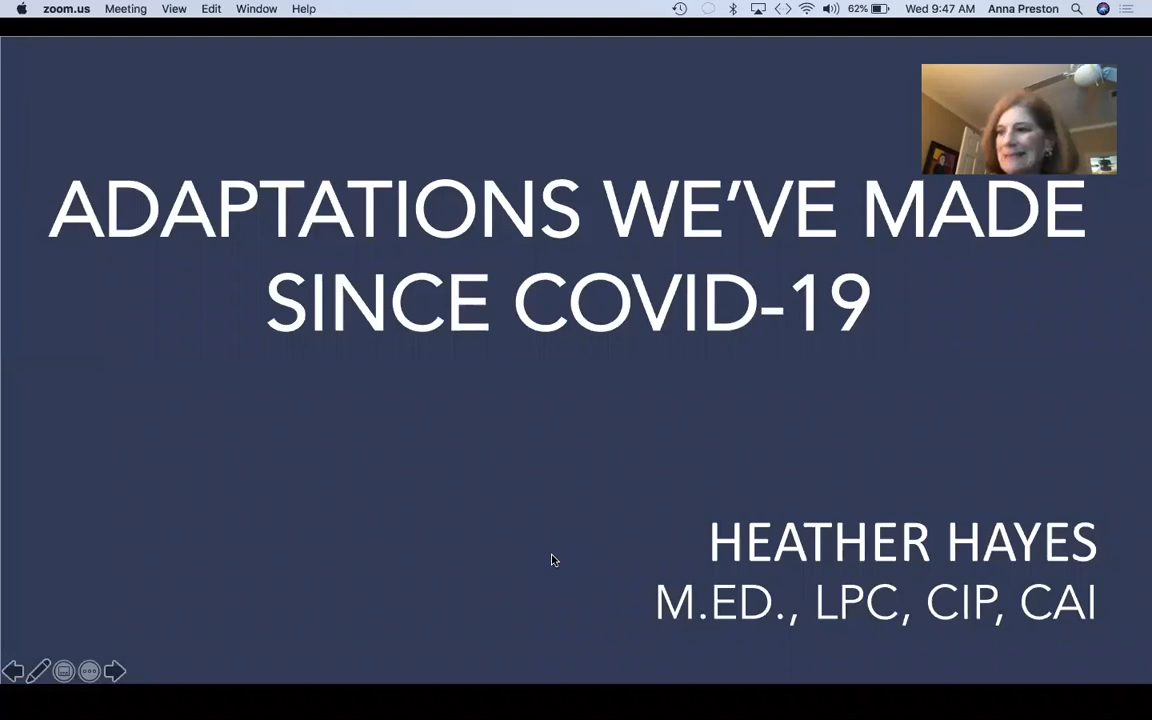 zoom.us Meeting View Edit Window Help 62% Wed 9:47 AM Anna Preston
ADAPTATIONS WE'VE MADE
SINCE COVID-19
HEATHER HAYES
M.ED., LPC, CIP, CAI